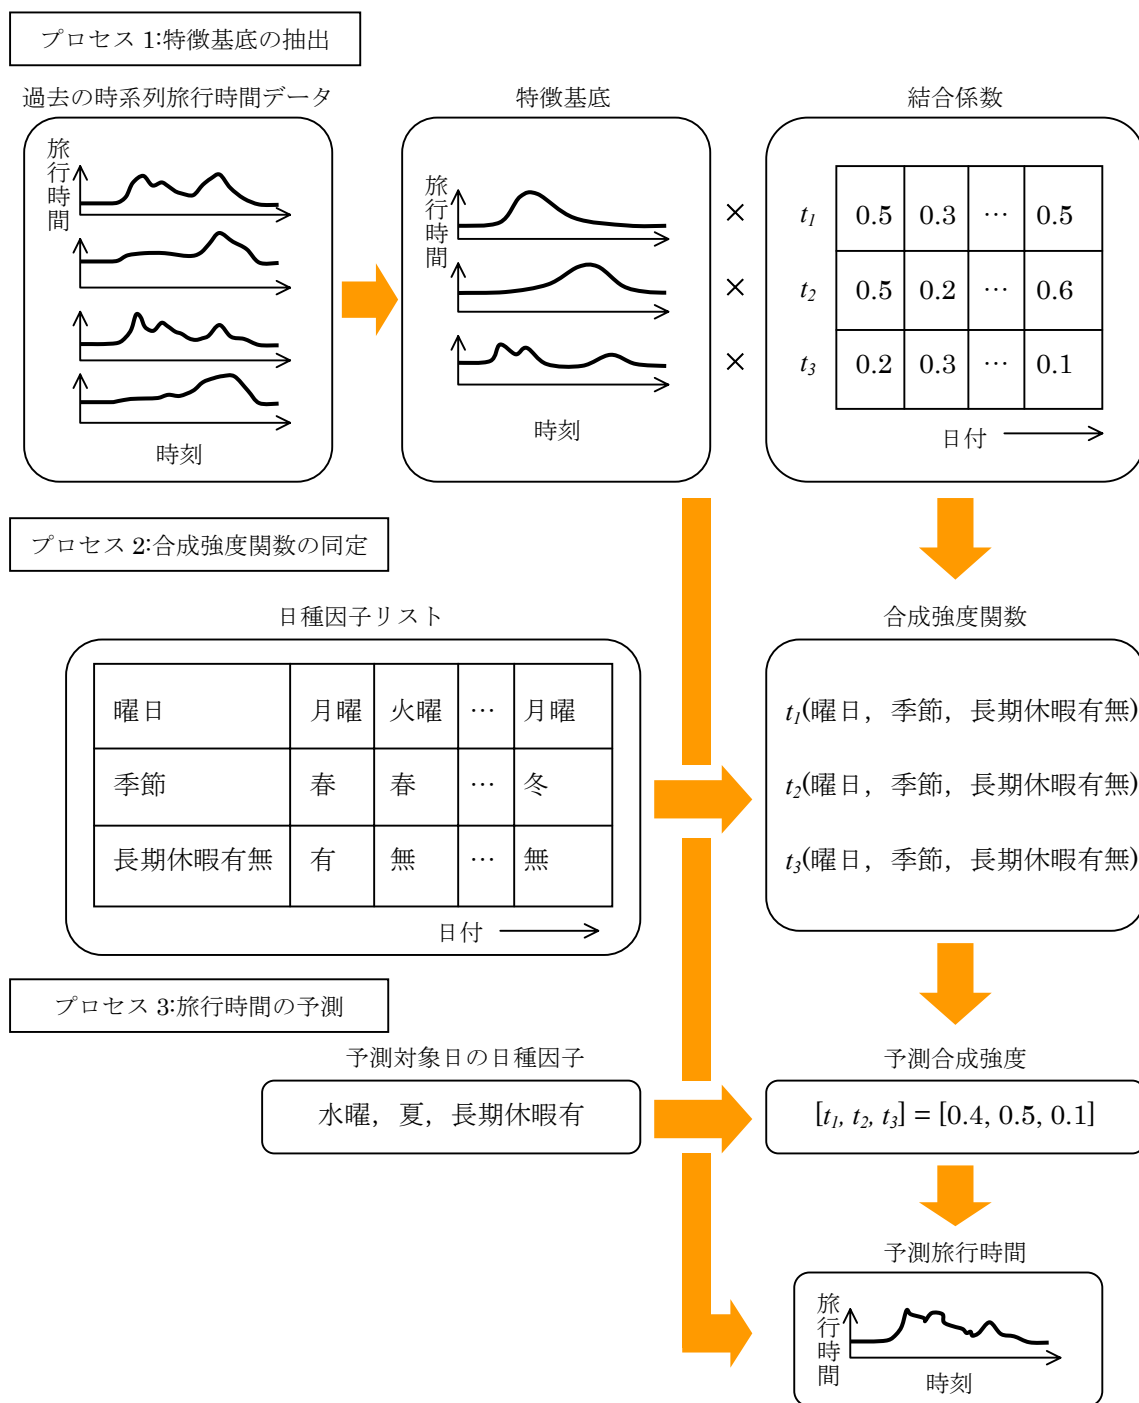 プロセス 1:特徴基底の抽出
過去の時系列旅行時間データ
特徴基底
結合係数
旅行時間
時刻
旅行時間
時刻
×
×
×
t1 0.5 0.3 … 0.5
t2 0.5 0.2 … 0.6
t3 0.2 0.3 … 0.1
日付
プロセス 2:合成強度関数の同定
日種因子リスト
合成強度関数
曜日 月曜 火曜 … 月曜
季節 春 春 … 冬
長期休暇有無 有 無 … 無
日付
t1(曜日，季節，長期休暇有無)
t2(曜日，季節，長期休暇有無)
t3(曜日，季節，長期休暇有無)
プロセス 3:旅行時間の予測
予測対象日の日種因子
予測合成強度
水曜，夏，長期休暇有
[t1, t2, t3] = [0.4, 0.5, 0.1]
予測旅行時間
旅行時間
時刻